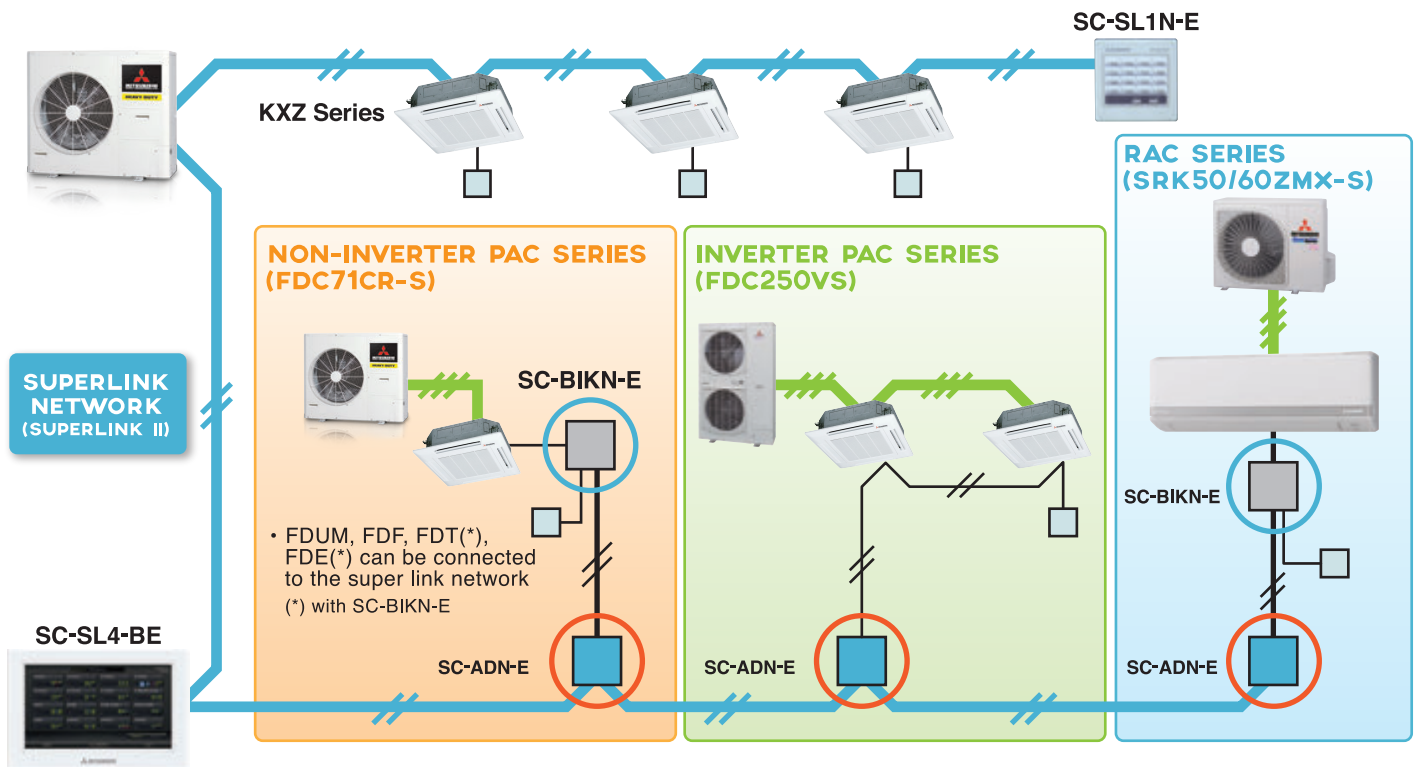 SC-SL1N-E
KXZ Series
RAC SERIES
(SRK50/60ZMX-S)
NON-INVERTER PAC SERIES
(FDC71CR-S)
INVERTER PAC SERIES
(FDC250VS)
SUPERLINK
NETWORK
(SUPERLINK II)
SC-BIKN-E
SC-BIKN-E
• FDUM, FDF, FDT(*),
FDE(*) can be connected
to the super link network
(*) with SC-BIKN-E
SC-SL4-BE
SC-ADN-E
SC-ADN-E
SC-ADN-E